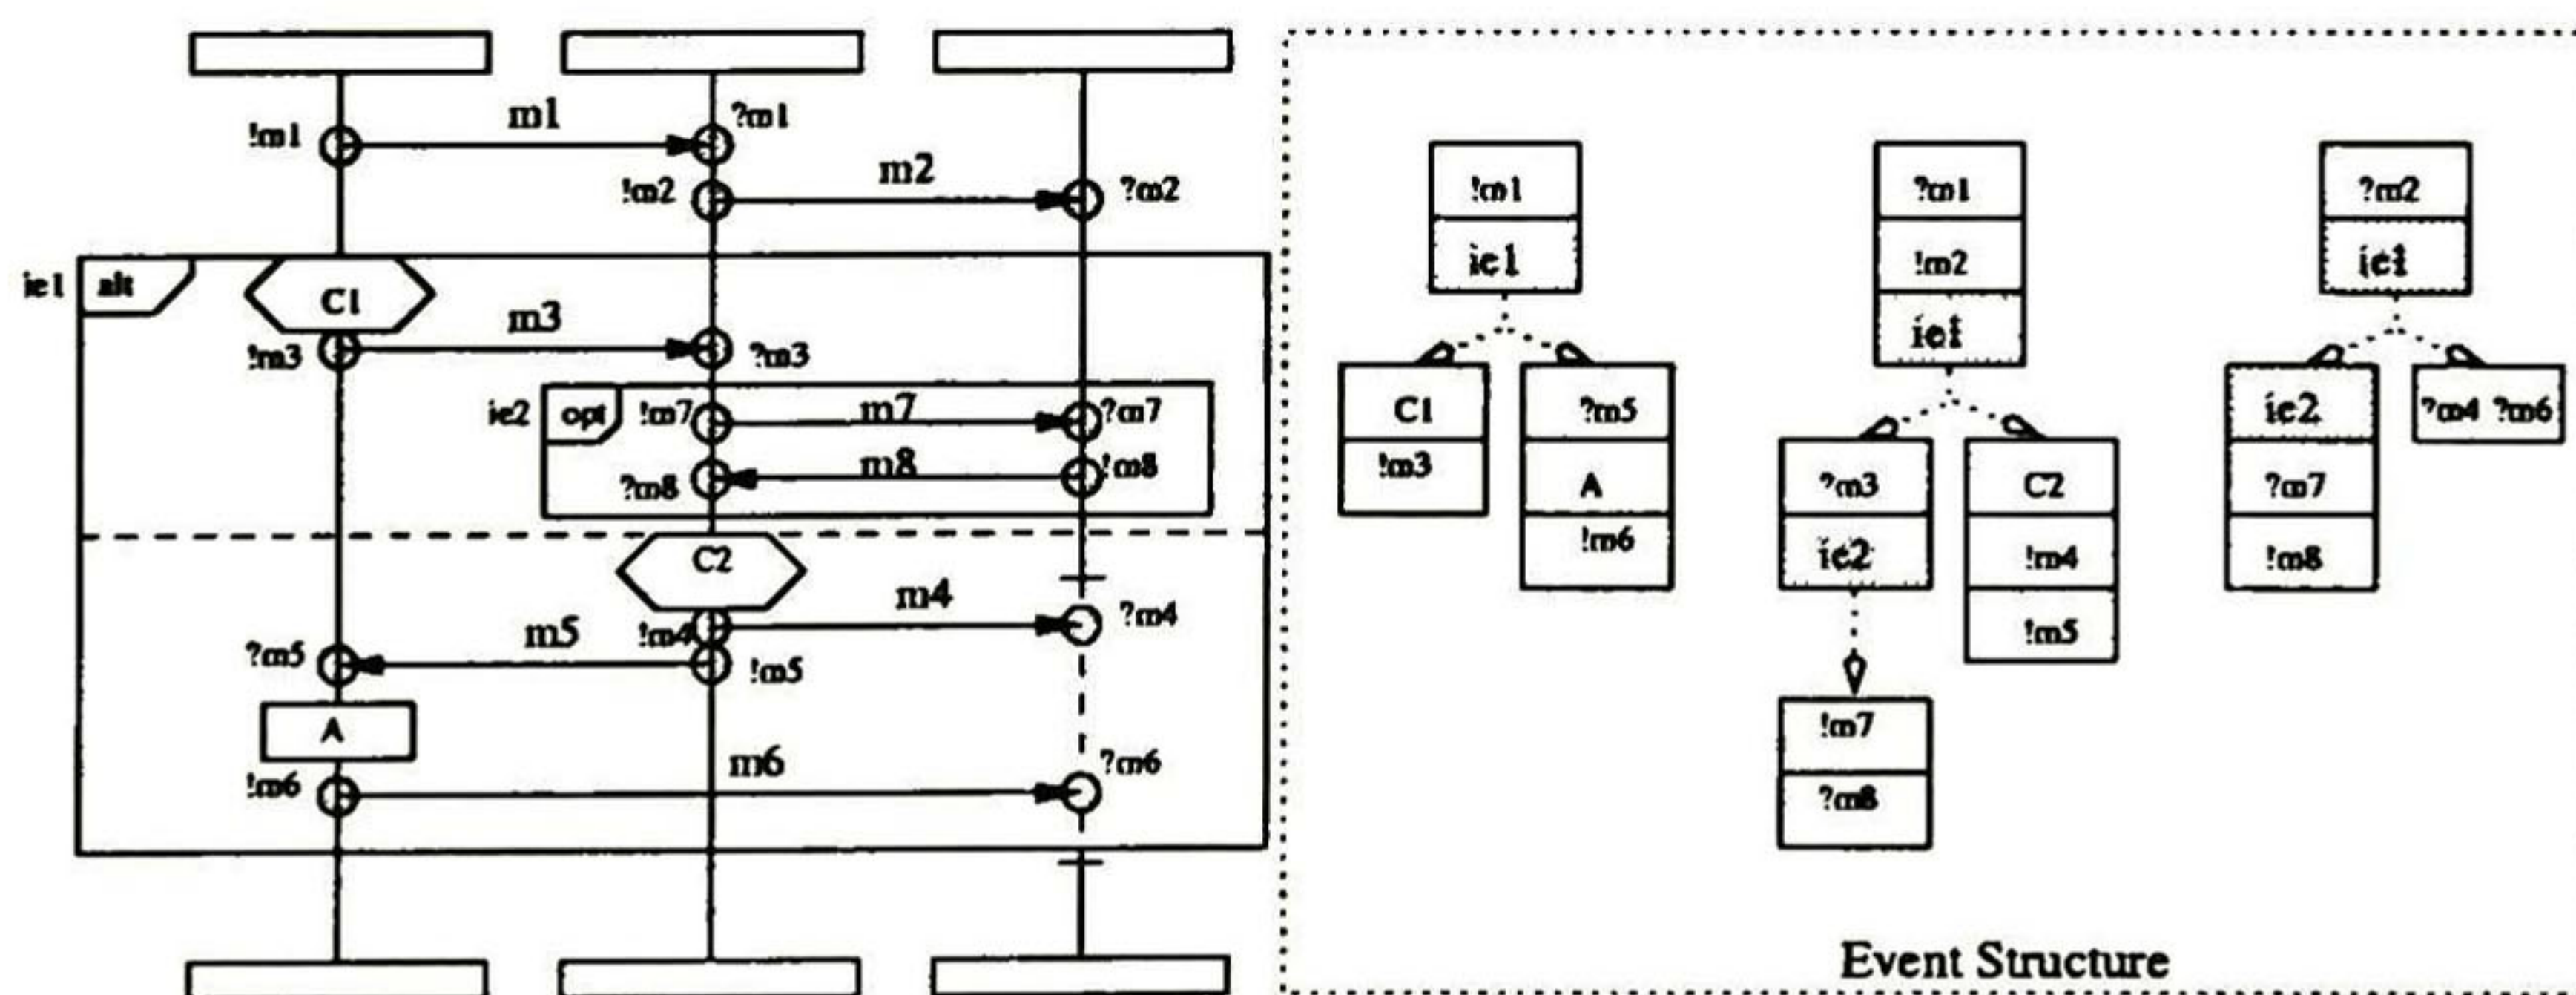 m1
!m1
?m1
m2
!m2
?m2
ie1
alt
C1
m3
!m3
?m3
ie2
opt
!m7
m7
?m7
?m8
m8
!m8
C2
m4
!m4
?m4
m5
?m5
!m5
A
m6
!m6
?m6
!m1
ie1
C1
!m3
?m5
A
!m6
?m1
!m2
ie1
?m3
ie2
!m7
?m8
C2
!m4
!m5
?m2
ie1
ie2
?m7
!m8
?m4 ?m6
Event Structure